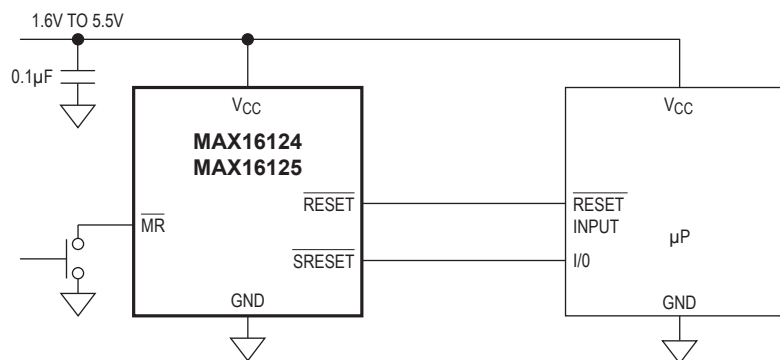 1.6V TO 5.5V
0.1µF
VCC
MAX16124
MAX16125
RESET
MR
SRESET
GND
VCC
RESET
INPUT
µP
I/0
GND